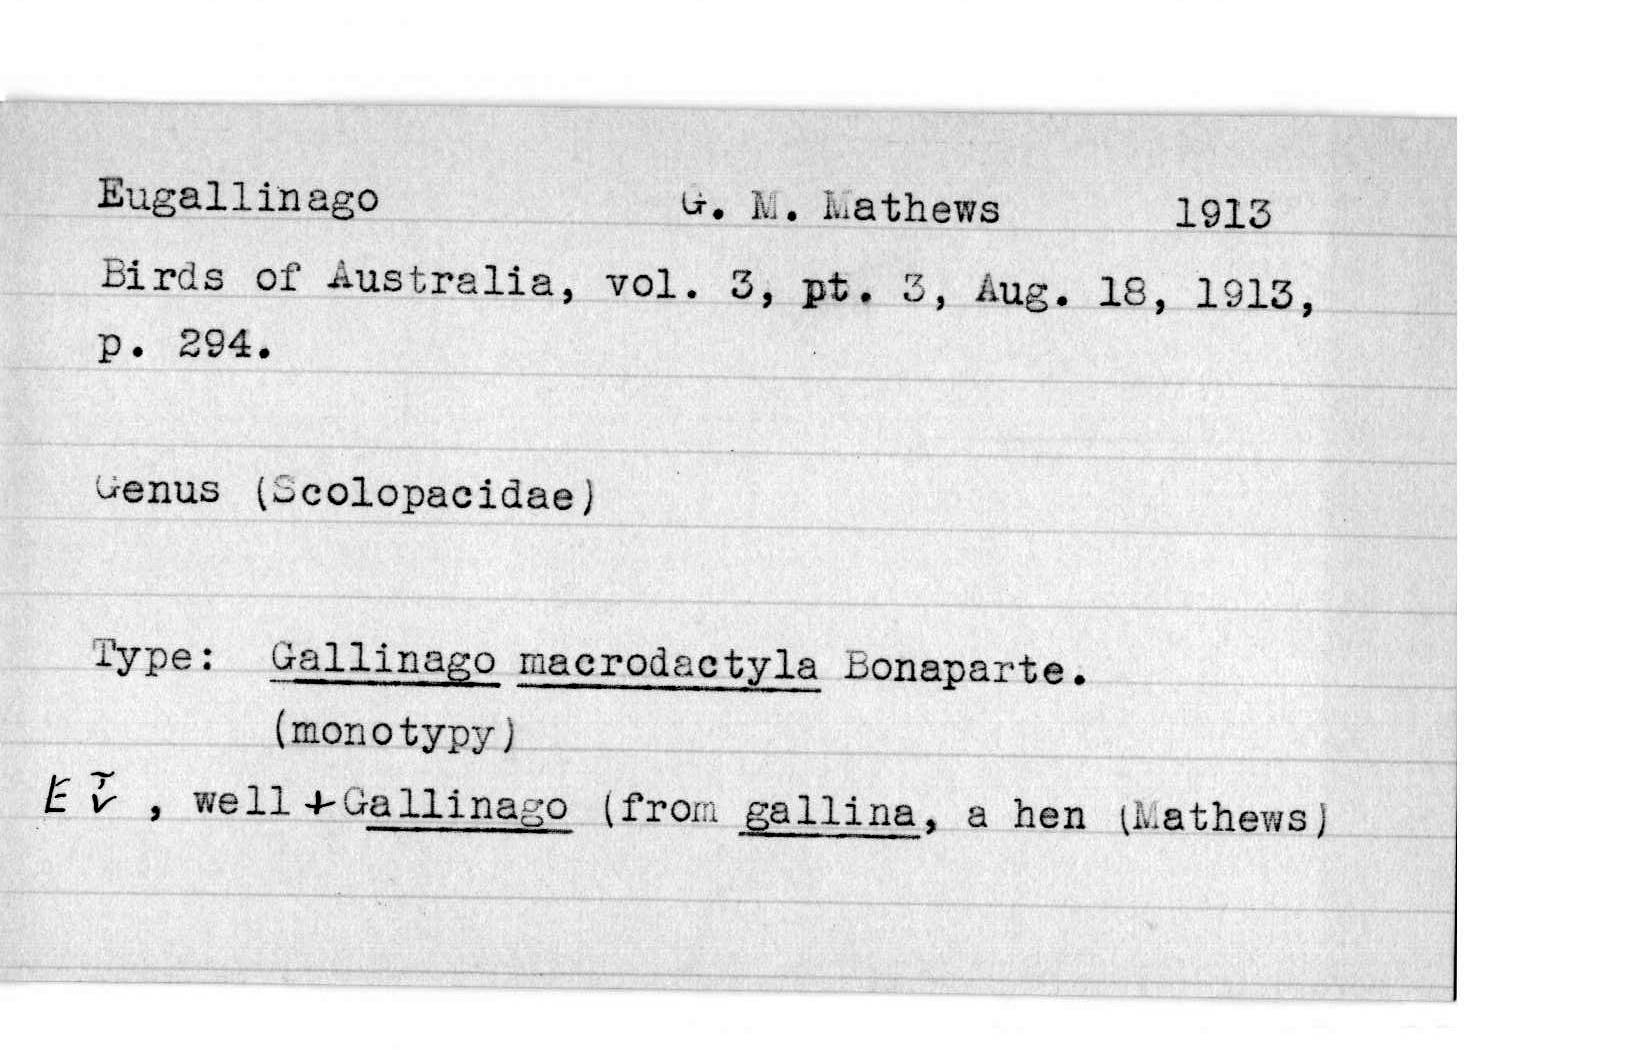 Eugallinago G. M. Mathews 1913
Birds of Australia, vol. 3, pt. 3, Aug. 18, 1913,
p. 294.
Genus (Scolopacidae)
Type: Gallinago macrodactyla Bonaparte.
(monotypy)
Εὖ, well + Gallinago (from gallina, a hen (Mathews)